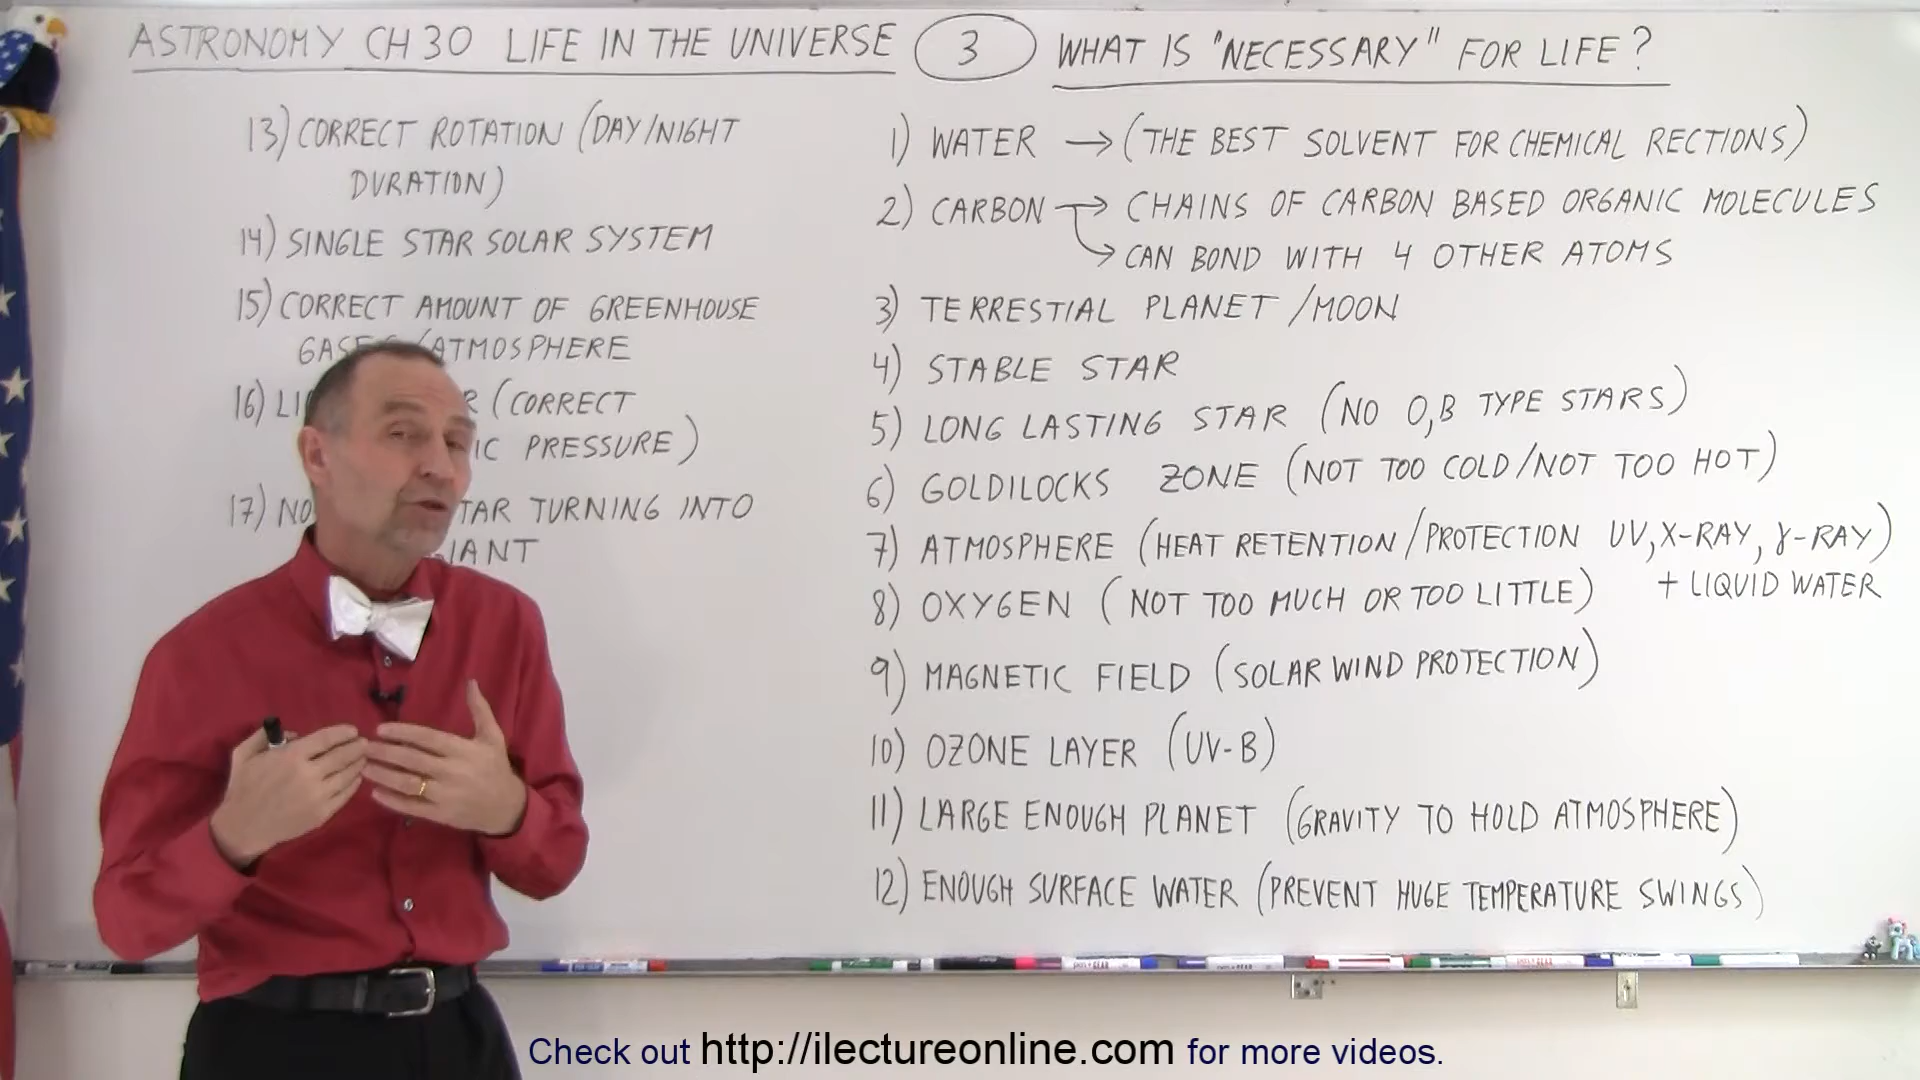 ASTRONOMY CH 30 LIFE IN THE UNIVERSE 3 WHAT IS "NECESSARY" FOR LIFE?
1) WATER → (THE BEST SOLVENT FOR CHEMICAL RECTIONS)
2) CARBON → CHAINS OF CARBON BASED ORGANIC MOLECULES
→ CAN BOND WITH 4 OTHER ATOMS
3) TERRESTIAL PLANET /MOON
4) STABLE STAR
5) LONG LASTING STAR (NO O,B TYPE STARS)
6) GOLDILOCKS ZONE (NOT TOO COLD/NOT TOO HOT)
7) ATMOSPHERE (HEAT RETENTION/PROTECTION UV, X-RAY, γ-RAY)
+ LIQUID WATER
8) OXYGEN (NOT TOO MUCH OR TOO LITTLE)
9) MAGNETIC FIELD (SOLAR WIND PROTECTION)
10) OZONE LAYER (UV-B)
11) LARGE ENOUGH PLANET (GRAVITY TO HOLD ATMOSPHERE)
12) ENOUGH SURFACE WATER (PREVENT HUGE TEMPERATURE SWINGS)
13) CORRECT ROTATION (DAY/NIGHT
DURATION)
14) SINGLE STAR SOLAR SYSTEM
15) CORRECT AMOUNT OF GREENHOUSE
GASES/ATMOSPHERE
16) (CORRECT
PRESSURE)
17) TURNING INTO
Check out http://ilectureonline.com for more videos.